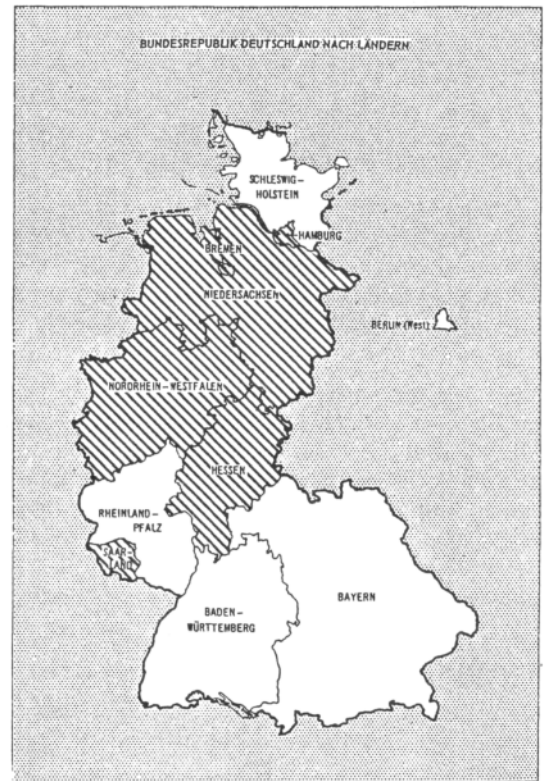 BUNDESREPUBLIK DEUTSCHLAND NACH LÄNDERN
SCHLESWIG-
HOLSTEIN
HAMBURG
BREMEN
NIEDERSACHSEN
BERLIN (West)
NORDRHEIN-WESTFALEN
HESSEN
RHEINLAND-
PFALZ
SAAR-
LAND
BADEN-
WÜRTTEMBERG
BAYERN